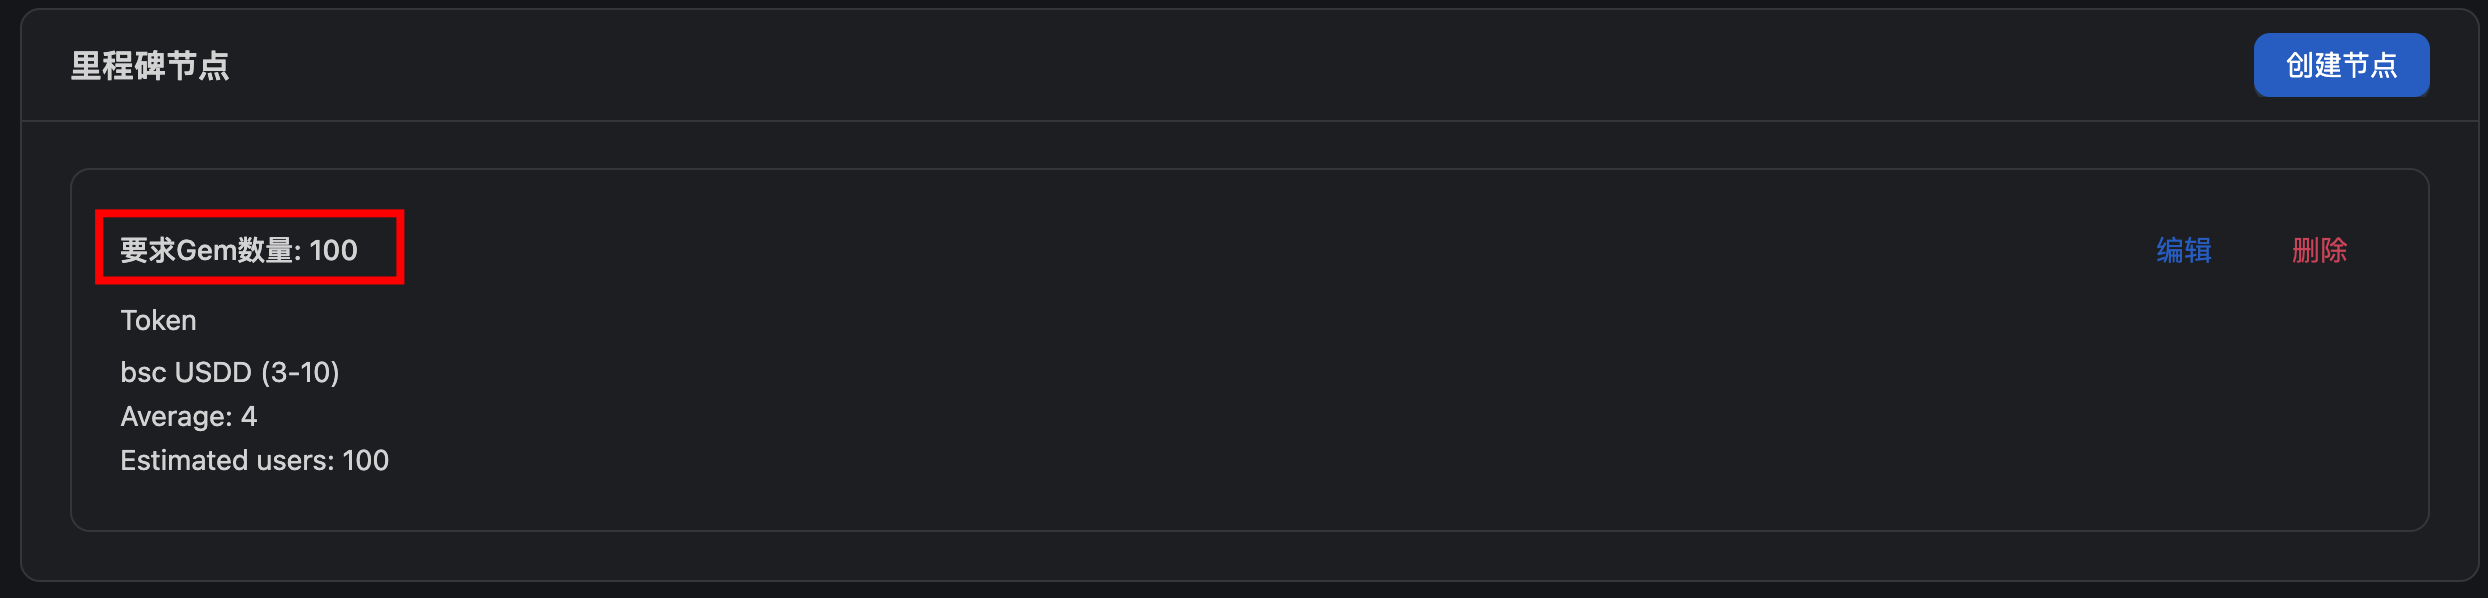 里程碑节点
创建节点
要求Gem数量: 100
编辑
删除
Token
bsc USDD (3-10)
Average: 4
Estimated users: 100